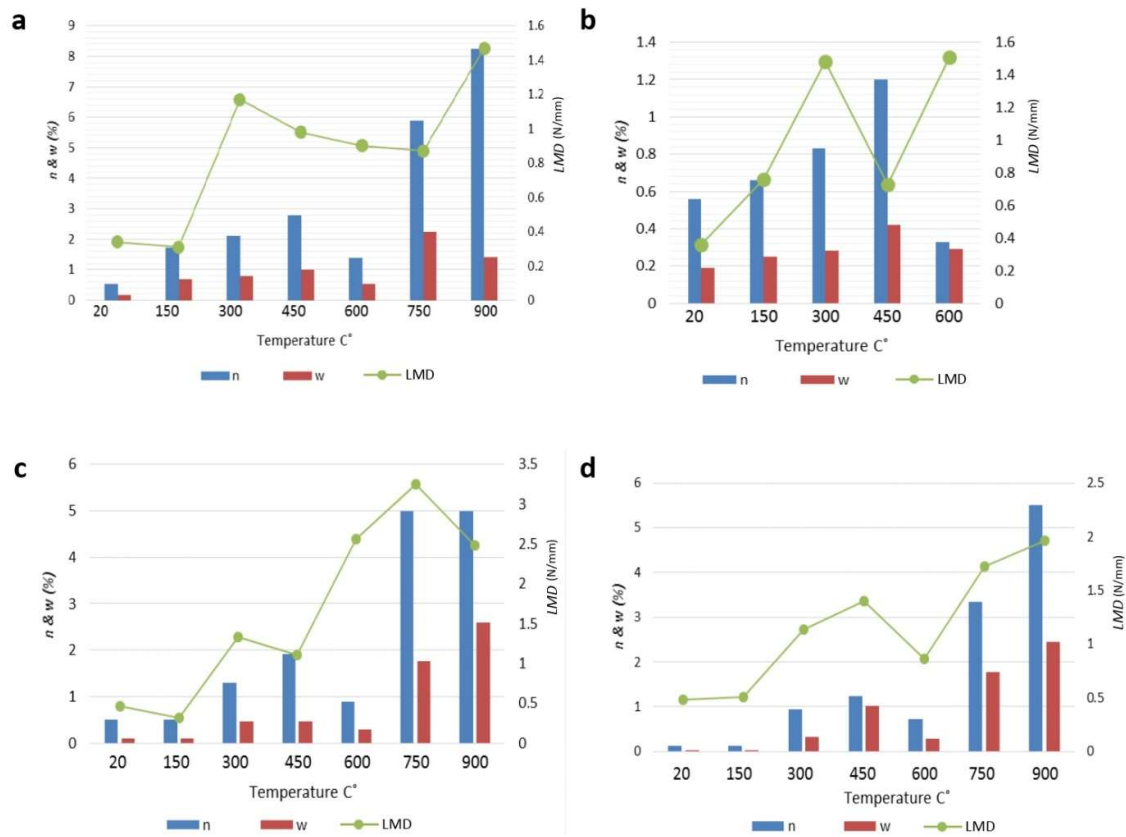 a
9
8
7
6
5
4
3
2
1
0
n & w (%)
1.6
1.4
1.2
1
0.8
0.6
0.4
0.2
0
LMD (N/mm)
20 150 300 450 600 750 900
Temperature C°
n w LMD
b
1.4
1.2
1
0.8
0.6
0.4
0.2
0
n & w (%)
1.6
1.4
1.2
1
0.8
0.6
0.4
0.2
0
LMD (N/mm)
20 150 300 450 600
Temperature C°
n w LMD
c
6
5
4
3
2
1
0
n & w (%)
3.5
3
2.5
2
1.5
1
0.5
0
LMD (N/mm)
20 150 300 450 600 750 900
Temperature C°
n w LMD
d
6
5
4
3
2
1
0
n & w (%)
2.5
2
1.5
1
0.5
0
LMD (N/mm)
20 150 300 450 600 750 900
Temperature C°
n w LMD